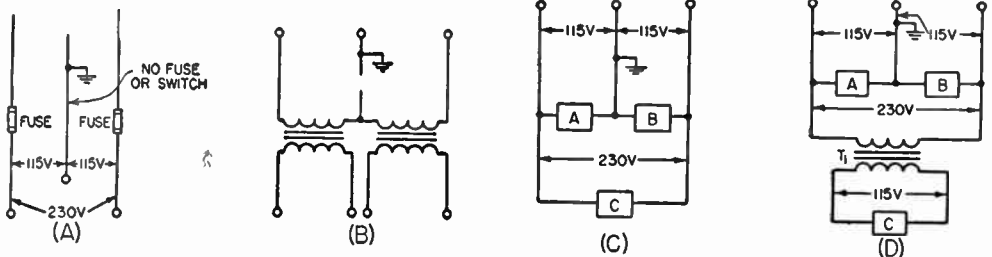 NO FUSE
OR SWITCH
FUSE
FUSE
115V
115V
230V
(A)
(B)
115V
115V
A
B
230V
C
(C)
115V
115V
A
B
230V
T1
115V
C
(D)